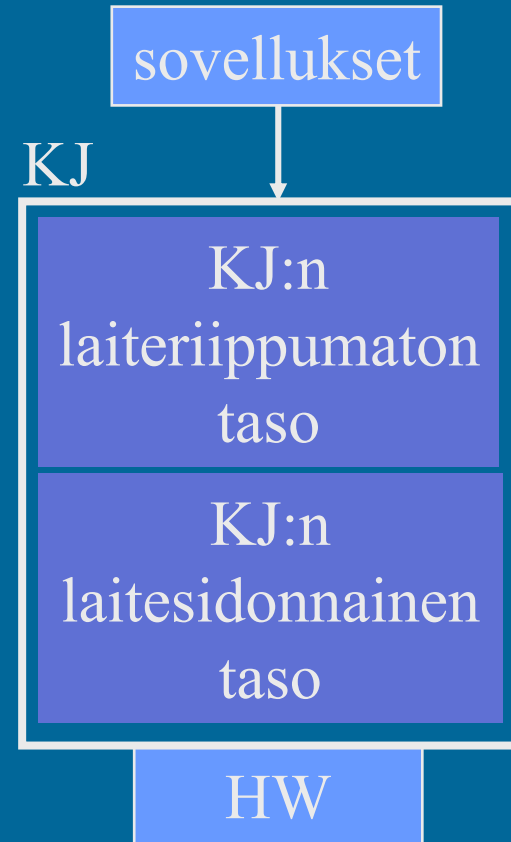 sovellukset
KJ
KJ:n
laiteriippumaton
taso
KJ:n
laitesidonnainen
taso
HW